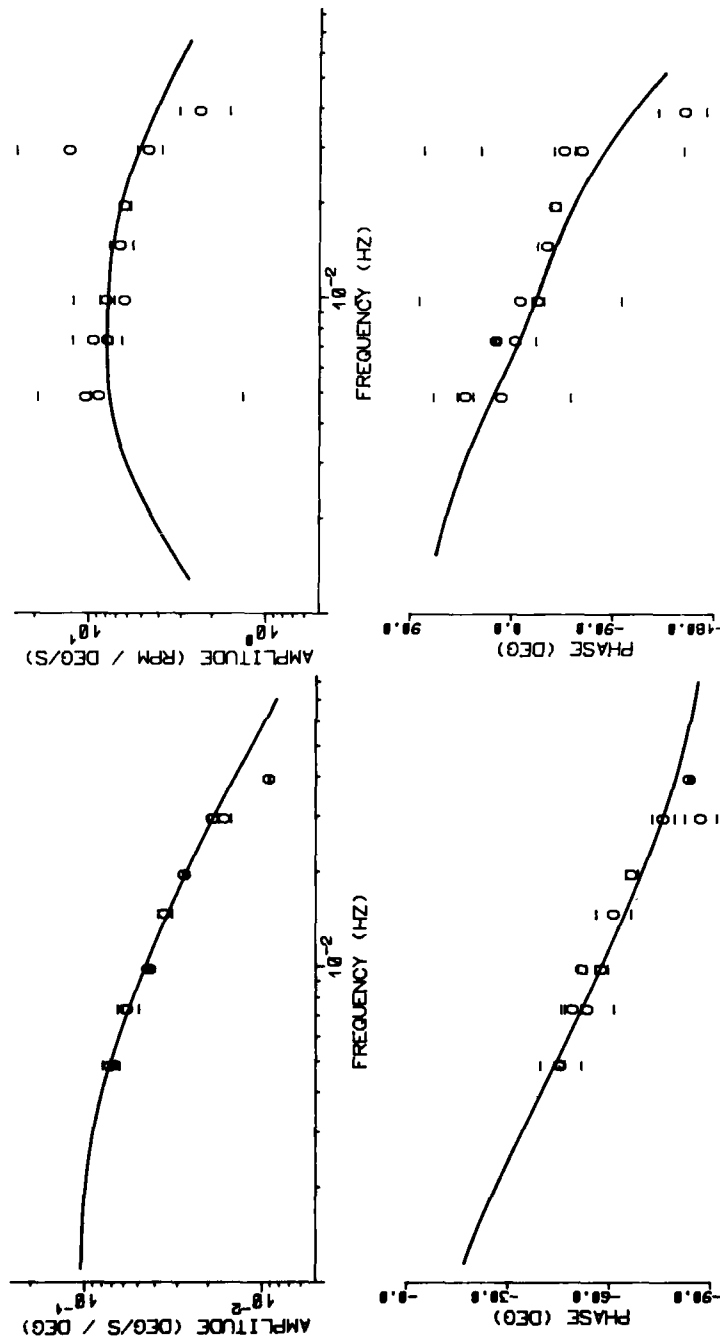 AMPLITUDE (DEG/S / DEG)
10⁻¹
10⁻²
10⁻²
FREQUENCY (HZ)
PHASE (DEG)
-0.0
-30.0
-60.0
-90.0
AMPLITUDE (RPM / DEG/S)
10¹
10⁰
10⁻²
FREQUENCY (HZ)
PHASE (DEG)
90.0
0.0
-90.0
-180.0